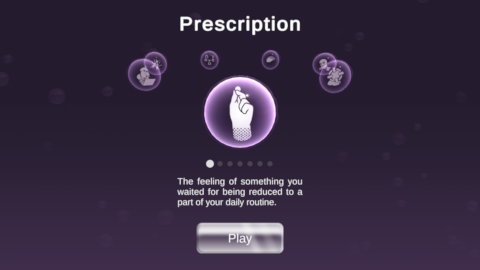 Prescription
The feeling of something you
waited for being reduced to a
part of your daily routine.
Play